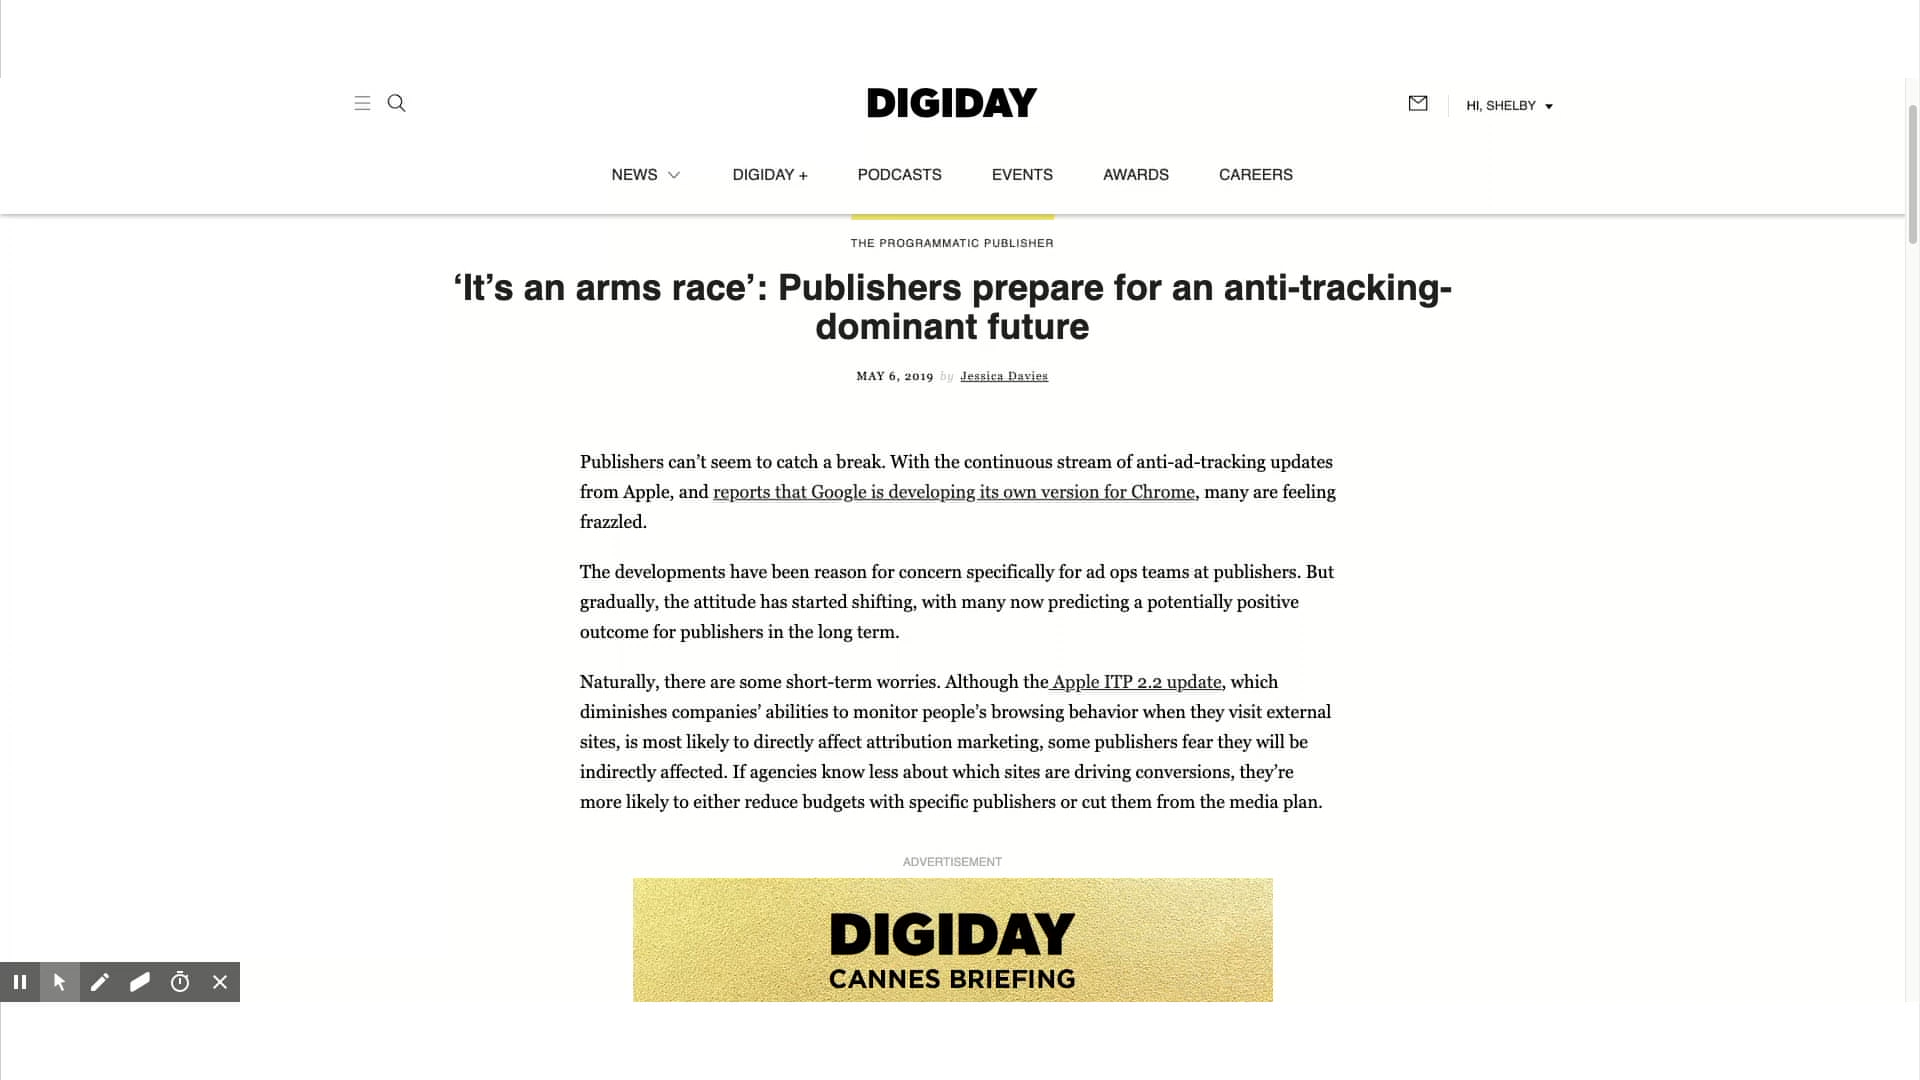 DIGIDAY
HI, SHELBY
NEWS DIGIDAY + PODCASTS EVENTS AWARDS CAREERS
THE PROGRAMMATIC PUBLISHER
‘It’s an arms race’: Publishers prepare for an anti-tracking-
dominant future
MAY 6, 2019 by Jessica Davies
Publishers can’t seem to catch a break. With the continuous stream of anti-ad-tracking updates
from Apple, and reports that Google is developing its own version for Chrome, many are feeling
frazzled.
The developments have been reason for concern specifically for ad ops teams at publishers. But
gradually, the attitude has started shifting, with many now predicting a potentially positive
outcome for publishers in the long term.
Naturally, there are some short-term worries. Although the Apple ITP 2.2 update, which
diminishes companies’ abilities to monitor people’s browsing behavior when they visit external
sites, is most likely to directly affect attribution marketing, some publishers fear they will be
indirectly affected. If agencies know less about which sites are driving conversions, they’re
more likely to either reduce budgets with specific publishers or cut them from the media plan.
ADVERTISEMENT
DIGIDAY
CANNES BRIEFING